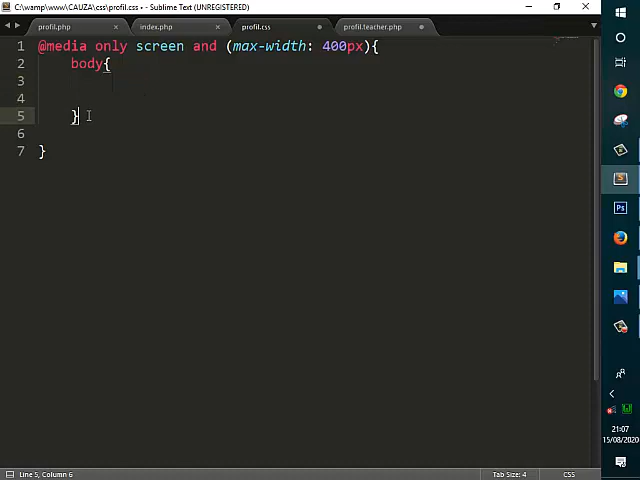 C:\wamp\www\CAUZA\css\profil.css • - Sublime Text (UNREGISTERED)
profil.php
index.php
profil.css
profil.teacher.php
1 @media only screen and (max-width: 400px){
2 body{
3
4
5 }
6
7 }
21:07
15/08/2020
Line 5, Column 6
Tab Size: 4
CSS